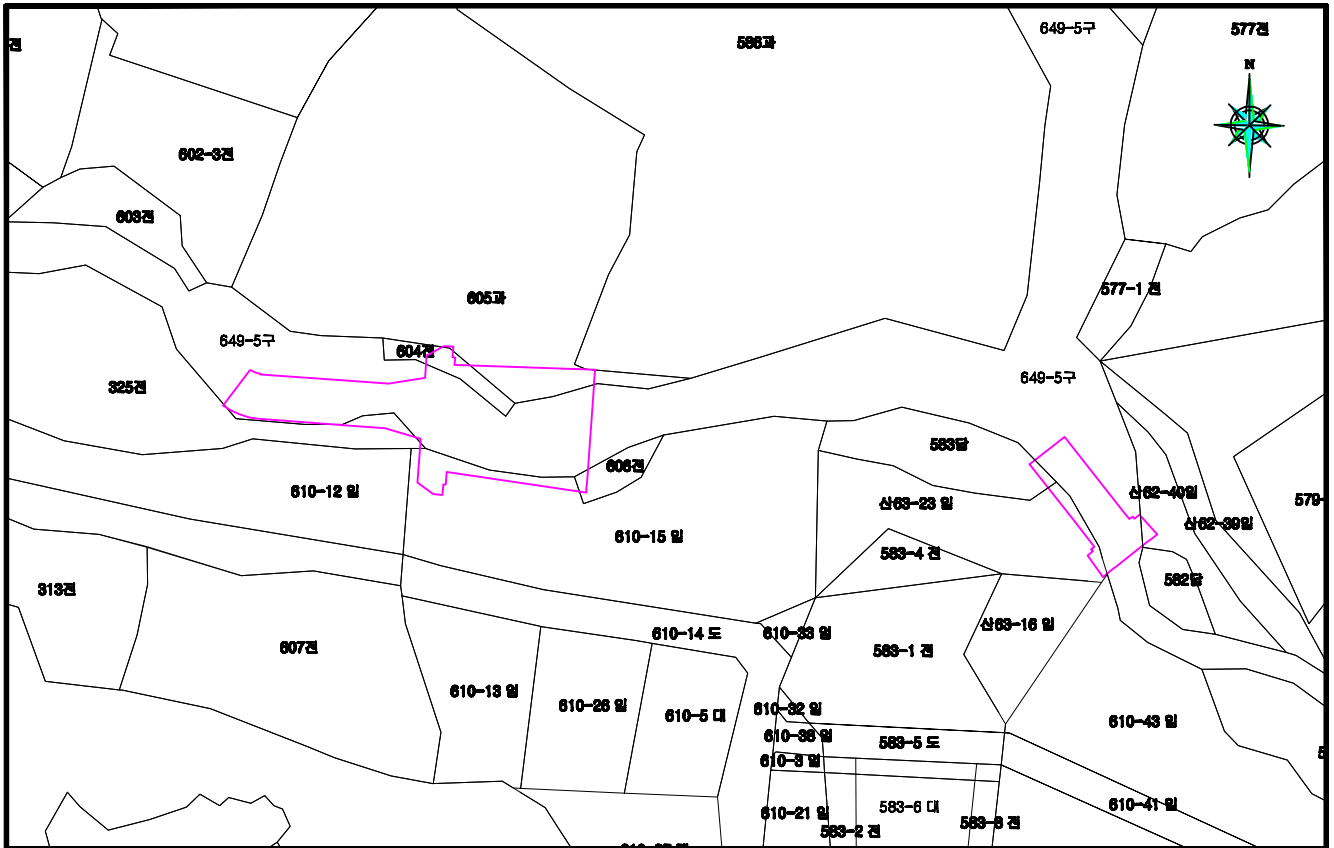 전
586과
649-5구
577전
N
602-3전
603전
605과
577-1 전
649-5구
604전
649-5구
325전
583답
606전
610-12 임
산63-23 임
산62-40임
산62-39임
579-
610-15 임
583-4 전
313전
582답
610-14 도
610-33 임
산63-16 임
607전
583-1 전
610-13 임
610-26 임
610-5 대
610-32 임
610-43 임
610-38 임
583-5 도
610-3 임
610-21 임
583-6 대
610-41 임
583-2 전
583-8 전